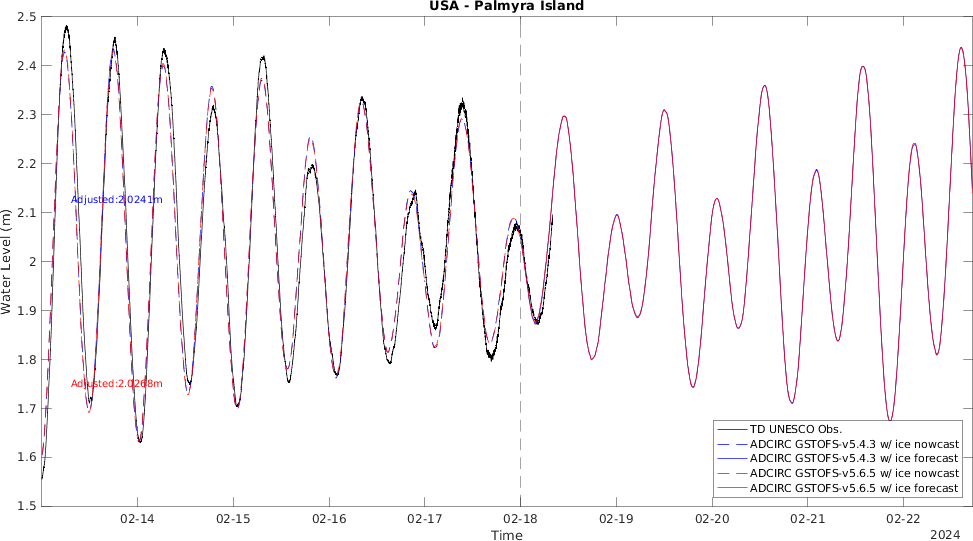 USA - Palmyra Island
2.5
2.4
2.3
2.2
2.1
2
1.9
1.8
1.7
1.6
1.5
Water Level (m)
Adjusted:2.0241m
Adjusted:2.0268m
TD UNESCO Obs.
ADCIRC GSTOFS-v5.4.3 w/ ice nowcast
ADCIRC GSTOFS-v5.4.3 w/ ice forecast
ADCIRC GSTOFS-v5.6.5 w/ ice nowcast
ADCIRC GSTOFS-v5.6.5 w/ ice forecast
02-14 02-15 02-16 02-17 02-18 02-19 02-20 02-21 02-22
Time
2024